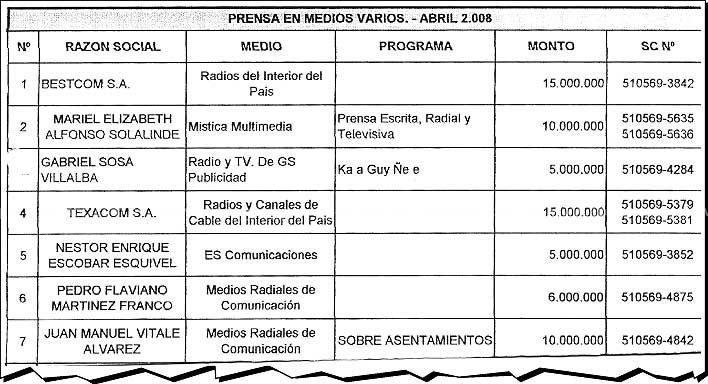 PRENSA EN MEDIOS VARIOS. - ABRIL 2.008
Nº RAZON SOCIAL MEDIO PROGRAMA MONTO SC Nº
1 BESTCOM S.A. Radios del Interior del Pais 15.000.000 510569-3842
2 MARIEL ELIZABETH ALFONSO SOLALINDE Mistica Multimedia Prensa Escrita, Radial y Televisiva 10.000.000 510569-5635 510569-5636
GABRIEL SOSA VILLALBA Radio y TV. De GS Publicidad Ka a Guy Ñe e 5.000.000 510569-4284
4 TEXACOM S.A. Radios y Canales de Cable del Interior del Pais 15.000.000 510569-5379 510569-5381
5 NESTOR ENRIQUE ESCOBAR ESQUIVEL ES Comunicaciones 5.000.000 510569-3852
6 PEDRO FLAVIANO MARTINEZ FRANCO Medios Radiales de Comunicación 6.000.000 510569-4875
7 JUAN MANUEL VITALE ALVAREZ Medios Radiales de Comunicación SOBRE ASENTAMIENTOS 10.000.000 510569-4842